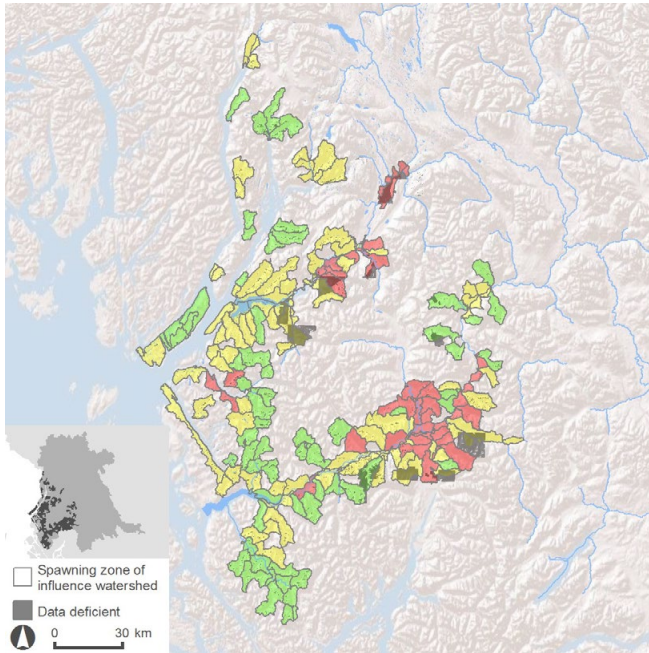 Spawning zone of
influence watershed
Data deficient
0 30 km